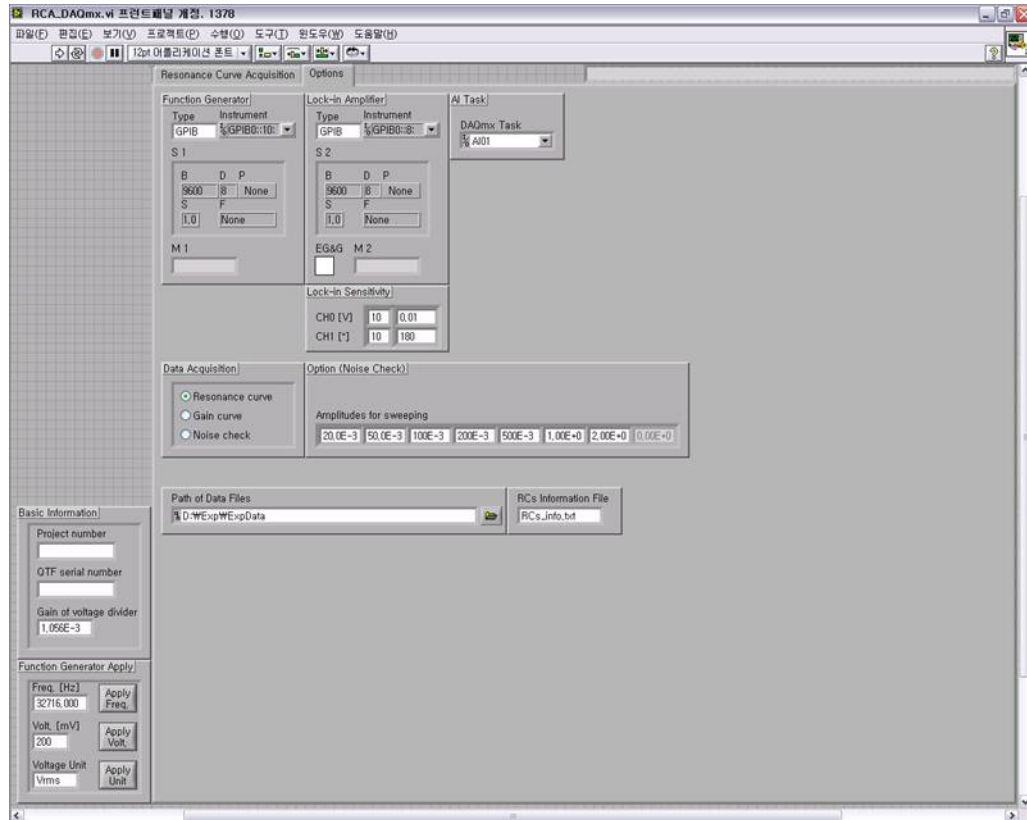 RCA_DAQmx.vi 프런트패널 개정. 1378
파일(F) 편집(E) 보기(V) 프로젝트(P) 수행(O) 도구(T) 윈도우(W) 도움말(H)
12pt 어플리케이션 폰트
Resonance Curve Acquisition Options
Function Generator
Type Instrument
GPIB GPIB0::10:
S 1
B D P
9600 8 None
S F
1,0 None
M 1
Lock-in Amplifier
Type Instrument
GPIB GPIB0::8:
S 2
B D P
9600 8 None
S F
1,0 None
EG&G M 2
AI Task
DAQmx Task
AI01
Lock-in Sensitivity
CH0 [V] 10 0,01
CH1 [°] 10 180
Data Acquisition
Resonance curve
Gain curve
Noise check
Option (Noise Check)
Amplitudes for sweeping
20,0E-3 50,0E-3 100E-3 200E-3 500E-3 1,00E+0 2,00E+0 0,00E+0
Path of Data Files
D:₩Exp₩ExpData
RCs Information File
RCs_info.txt
Basic Information
Project number
QTF serial number
Gain of voltage divider
1,056E-3
Function Generator Apply
Freq. [Hz]
32716,000
Apply Freq.
Volt. [mV]
200
Apply Volt.
Voltage Unit
Vrms
Apply Unit